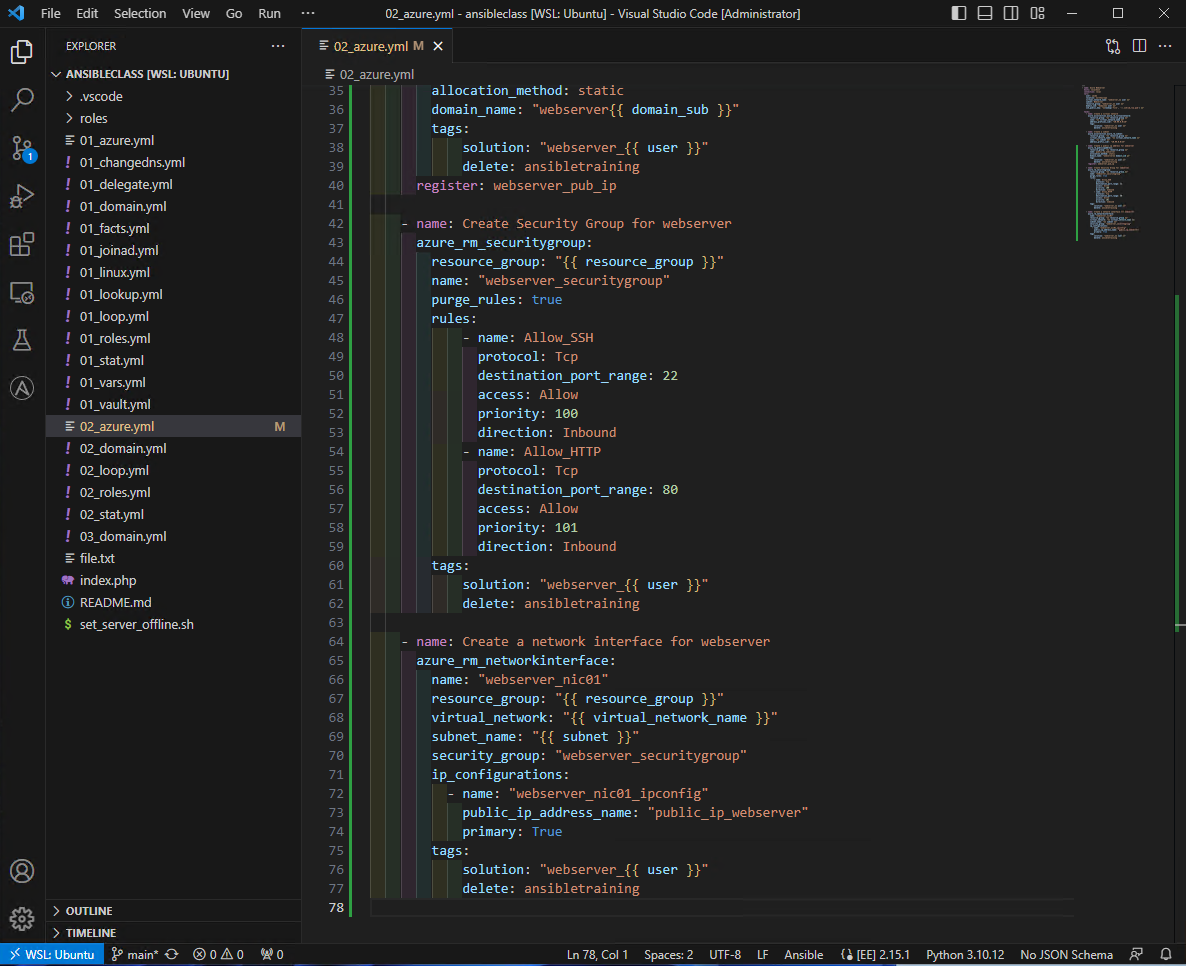 File Edit Selection View Go Run ··· 02_azure.yml - ansibleclass [WSL: Ubuntu] - Visual Studio Code [Administrator]
EXPLORER ···
ANSIBLECLASS [WSL: UBUNTU]
.vscode
roles
01_azure.yml
01_changedns.yml
01_delegate.yml
01_domain.yml
01_facts.yml
01_joinad.yml
01_linux.yml
01_lookup.yml
01_loop.yml
01_roles.yml
01_stat.yml
01_vars.yml
01_vault.yml
02_azure.yml M
02_domain.yml
02_loop.yml
02_roles.yml
02_stat.yml
03_domain.yml
file.txt
index.php
README.md
$ set_server_offline.sh
OUTLINE
TIMELINE
1
02_azure.yml M
02_azure.yml
35 allocation_method: static
36 domain_name: "webserver{{ domain_sub }}"
37 tags:
38 solution: "webserver_{{ user }}"
39 delete: ansibletraining
40 register: webserver_pub_ip
41
42 - name: Create Security Group for webserver
43 azure_rm_securitygroup:
44 resource_group: "{{ resource_group }}"
45 name: "webserver_securitygroup"
46 purge_rules: true
47 rules:
48 - name: Allow_SSH
49 protocol: Tcp
50 destination_port_range: 22
51 access: Allow
52 priority: 100
53 direction: Inbound
54 - name: Allow_HTTP
55 protocol: Tcp
56 destination_port_range: 80
57 access: Allow
58 priority: 101
59 direction: Inbound
60 tags:
61 solution: "webserver_{{ user }}"
62 delete: ansibletraining
63
64 - name: Create a network interface for webserver
65 azure_rm_networkinterface:
66 name: "webserver_nic01"
67 resource_group: "{{ resource_group }}"
68 virtual_network: "{{ virtual_network_name }}"
69 subnet_name: "{{ subnet }}"
70 security_group: "webserver_securitygroup"
71 ip_configurations:
72 - name: "webserver_nic01_ipconfig"
73 public_ip_address_name: "public_ip_webserver"
74 primary: True
75 tags:
76 solution: "webserver_{{ user }}"
77 delete: ansibletraining
78
WSL: Ubuntu main* 0 0 0 Ln 78, Col 1 Spaces: 2 UTF-8 LF Ansible [EE] 2.15.1 Python 3.10.12 No JSON Schema